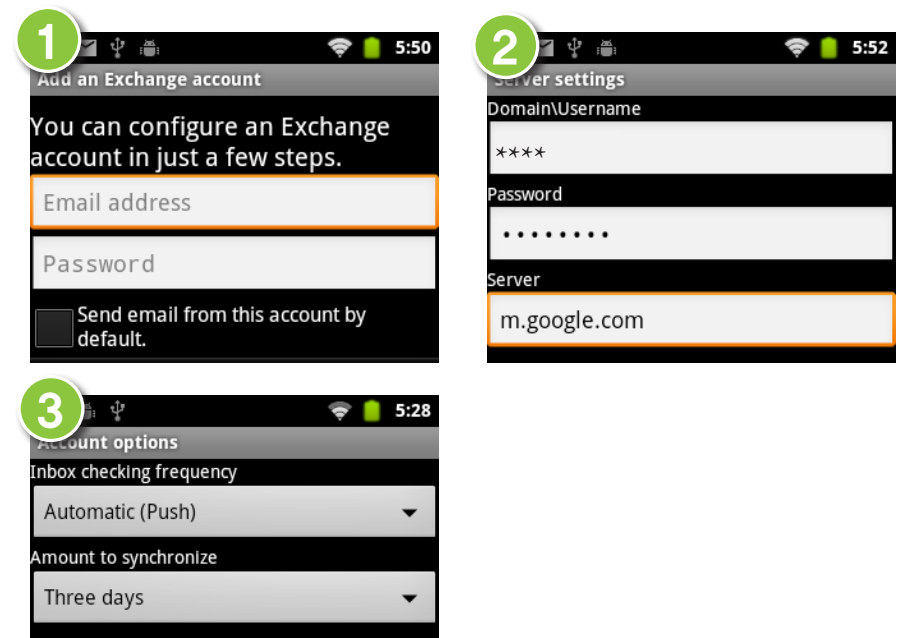 1
5:50
Add an Exchange account
You can configure an Exchange
account in just a few steps.
Email address
Password
Send email from this account by
default.
2
5:52
Server settings
Domain\Username
****
Password
••••••••
Server
m.google.com
3
5:28
Account options
Inbox checking frequency
Automatic (Push)
Amount to synchronize
Three days